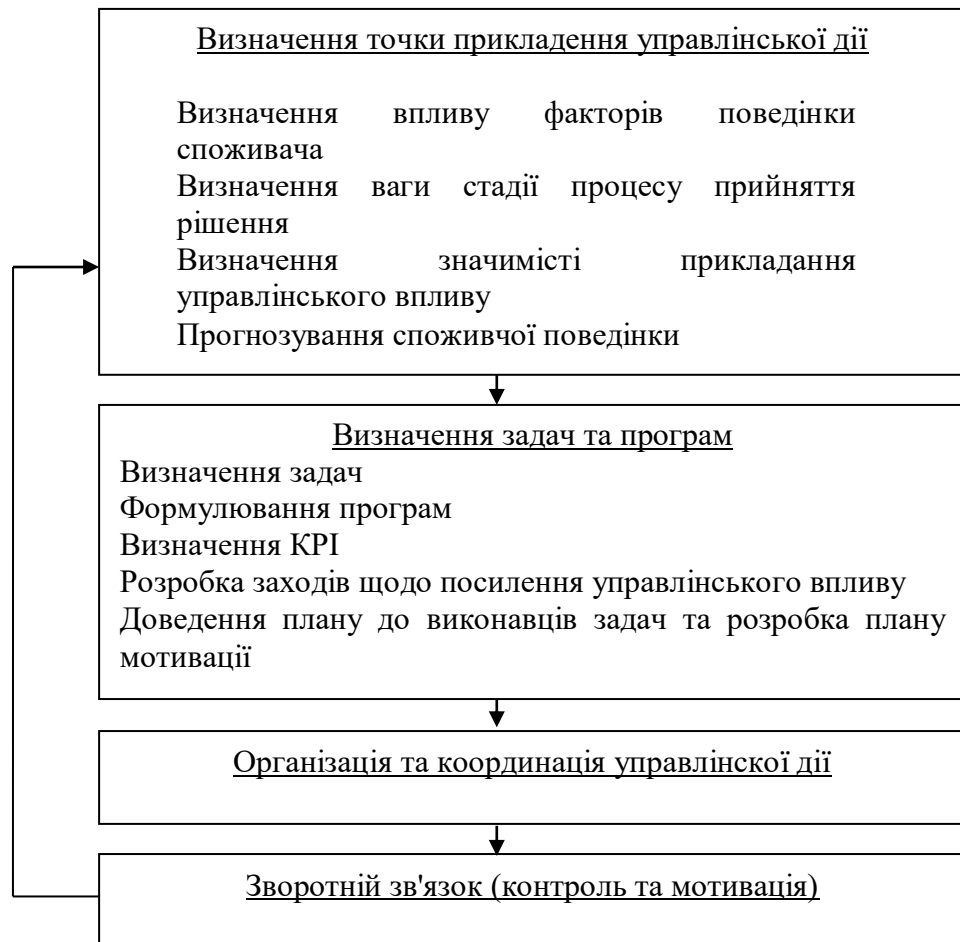 Визначення точки прикладення управлінської дії
Визначення впливу факторів поведінки
споживача
Визначення ваги стадії процесу прийняття
рішення
Визначення значимісті прикладання
управлінського впливу
Прогнозування споживчої поведінки
Визначення задач та програм
Визначення задач
Формулювання програм
Визначення КРІ
Розробка заходів щодо посилення управлінського впливу
Доведення плану до виконавців задач та розробка плану
мотивації
Організація та координація управлінскої дії
Зворотній зв'язок (контроль та мотивація)